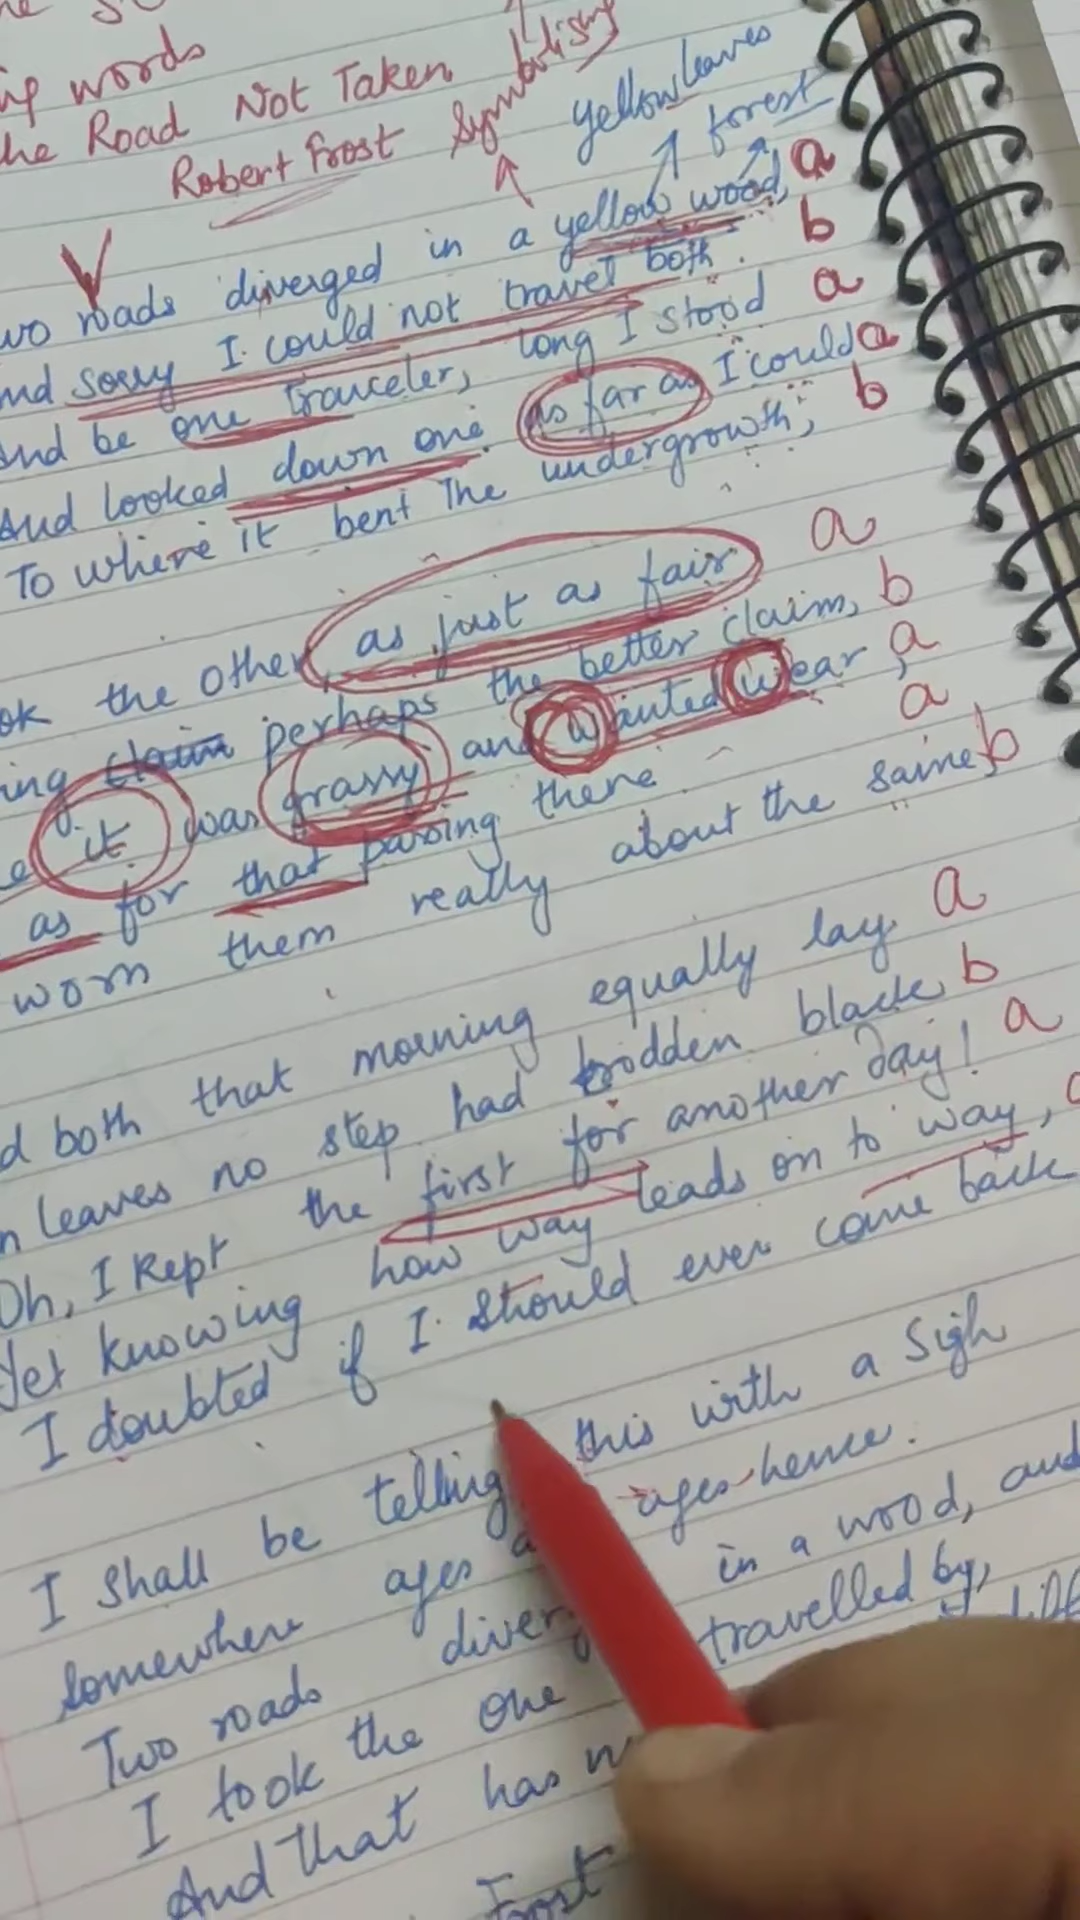 words
he Road Not Taken
Robert Frost Symbolism
yellow leaves
forest
wo roads diverged in a yellow wood, a
nd sorry I could not travel both. b
And be one traveler, long I stood a
And looked down one as far as I could a
To where it bent The undergrowth; b
ok the other as just as fair a
ing claim perhaps the better claim, b
it was grassy and wanted wear, a
as for that passing there a
worn them really about the same, b
d both that morning equally lay a
n leaves no step had trodden black b
Oh, I Kept the first for another day! a
Yet knowing how way leads on to way,
I doubted if I should ever come back
I shall be telling this with a Sigh
Somewhere ages a ages hence.
Two roads diverg in a wood, and
I took the one travelled by,
And That has
Frost